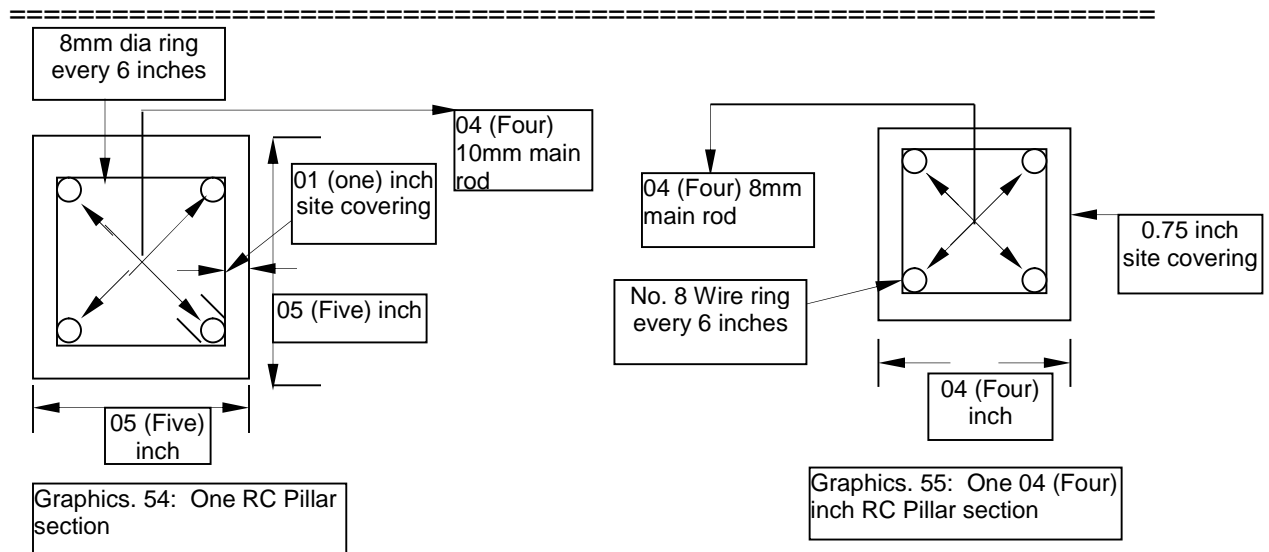 ==================================================================
8mm dia ring
every 6 inches
04 (Four)
10mm main
rod
01 (one) inch
site covering
05 (Five) inch
05 (Five)
inch
Graphics. 54: One RC Pillar
section
04 (Four) 8mm
main rod
0.75 inch
site covering
No. 8 Wire ring
every 6 inches
04 (Four)
inch
Graphics. 55: One 04 (Four)
inch RC Pillar section